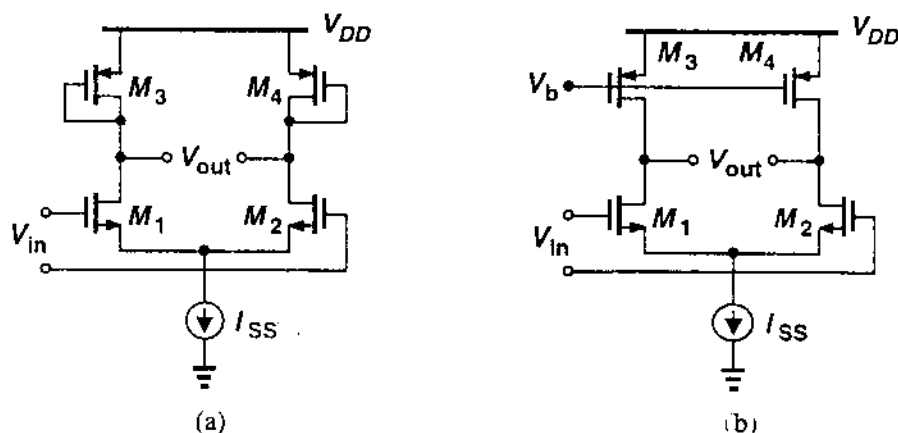 V_DD
M_3
M_4
V_out
M_1
M_2
V_in
I_SS
(a)
V_DD
M_3
M_4
V_b
V_out
M_1
M_2
V_in
I_SS
(b)